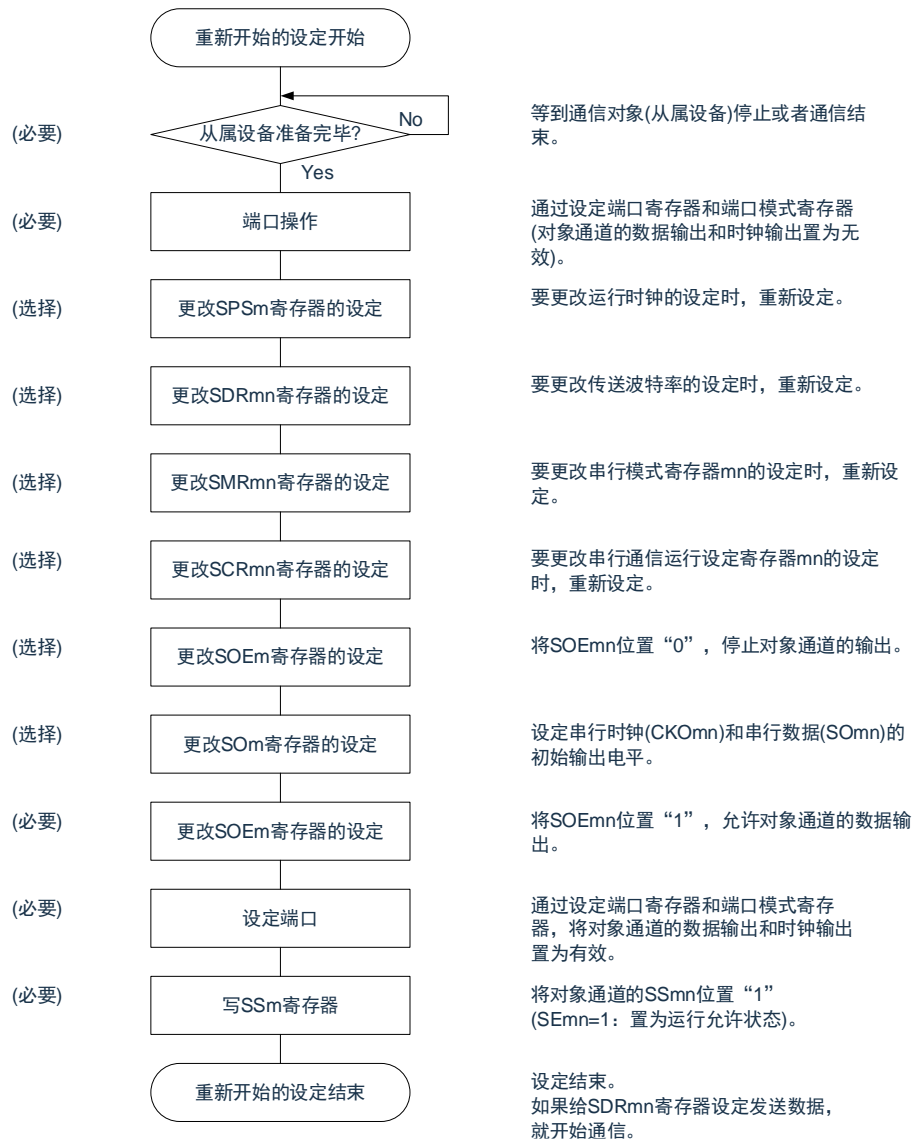 重新开始的设定开始
(必要)
从属设备准备完毕?
No
等到通信对象(从属设备)停止或者通信结
束。
Yes
(必要)
端口操作
通过设定端口寄存器和端口模式寄存器
(对象通道的数据输出和时钟输出置为无
效)。
(选择)
更改SPSm寄存器的设定
要更改运行时钟的设定时，重新设定。
(选择)
更改SDRmn寄存器的设定
要更改传送波特率的设定时，重新设定。
(选择)
更改SMRmn寄存器的设定
要更改串行模式寄存器mn的设定时，重新设
定。
(选择)
更改SCRmn寄存器的设定
要更改串行通信运行设定寄存器mn的设定
时，重新设定。
(选择)
更改SOEm寄存器的设定
将SOEmn位置“0”，停止对象通道的输出。
(选择)
更改SOm寄存器的设定
设定串行时钟(CKOmn)和串行数据(SOmn)的
初始输出电平。
(必要)
更改SOEm寄存器的设定
将SOEmn位置“1”，允许对象通道的数据输
出。
(必要)
设定端口
通过设定端口寄存器和端口模式寄存
器，将对象通道的数据输出和时钟输出
置为有效。
(必要)
写SSm寄存器
将对象通道的SSmn位置“1”
(SEmn=1：置为运行允许状态)。
重新开始的设定结束
设定结束。
如果给SDRmn寄存器设定发送数据，
就开始通信。